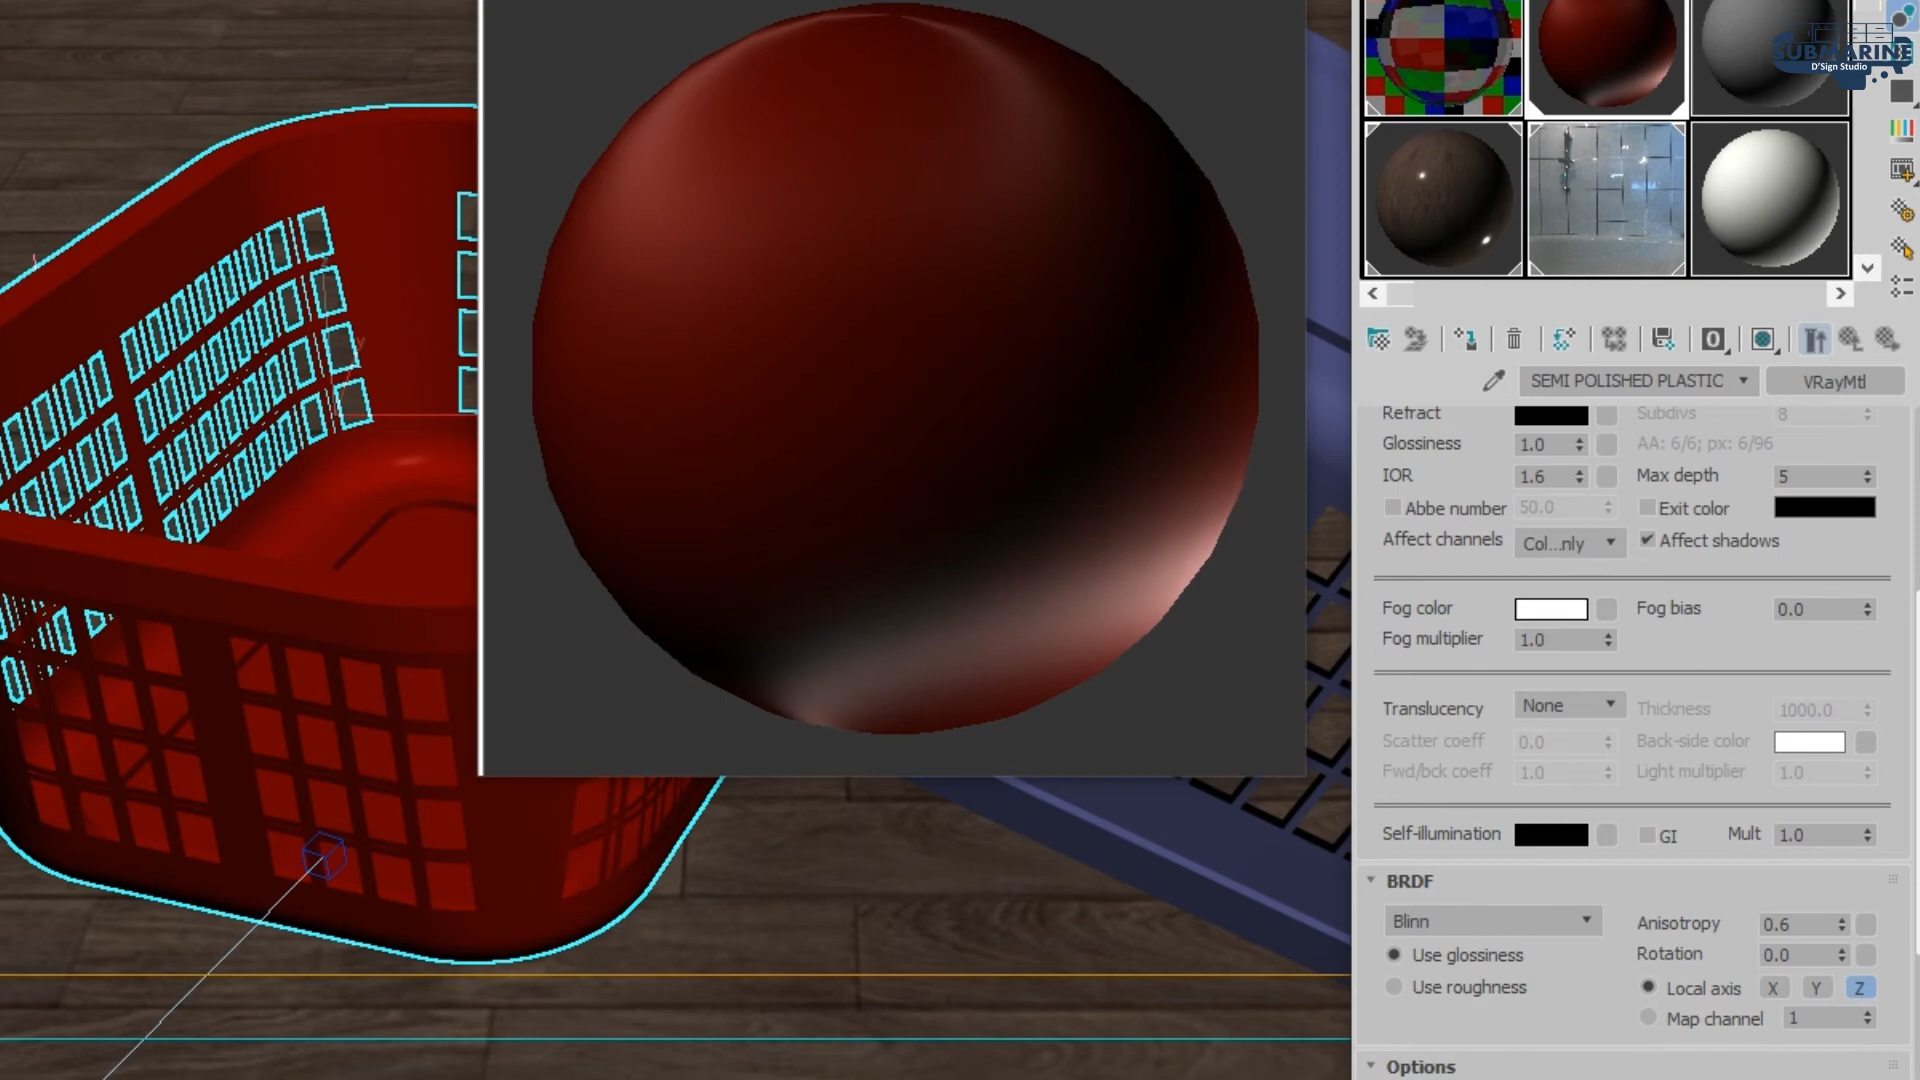 SUBMARINE
D'Sign Studio
SEMI POLISHED PLASTIC
VRayMtl
Refract
Subdivs
8
Glossiness
1.0
AA: 6/6; px: 6/96
IOR
1.6
Max depth
5
Abbe number
50.0
Exit color
Affect channels
Col...nly
Affect shadows
Fog color
Fog bias
0.0
Fog multiplier
1.0
Translucency
None
Thickness
1000.0
Scatter coeff
0.0
Back-side color
Fwd/bck coeff
1.0
Light multiplier
1.0
Self-illumination
GI
Mult
1.0
BRDF
Blinn
Anisotropy
0.6
Use glossiness
Rotation
0.0
Use roughness
Local axis
X
Y
Z
Map channel
1
Options